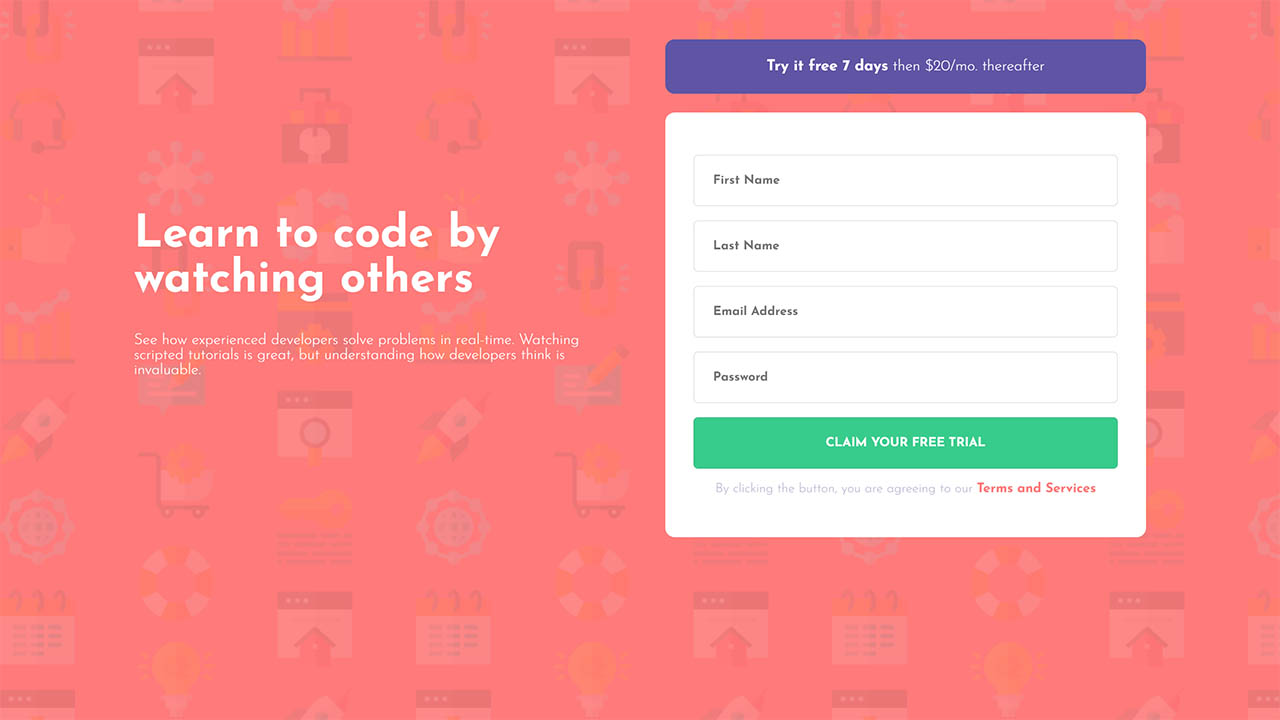 Learn to code by
watching others
See how experienced developers solve problems in real-time. Watching
scripted tutorials is great, but understanding how developers think is
invaluable.
Try it free 7 days then $20/mo. thereafter
First Name
Last Name
Email Address
Password
CLAIM YOUR FREE TRIAL
By clicking the button, you are agreeing to our Terms and Services